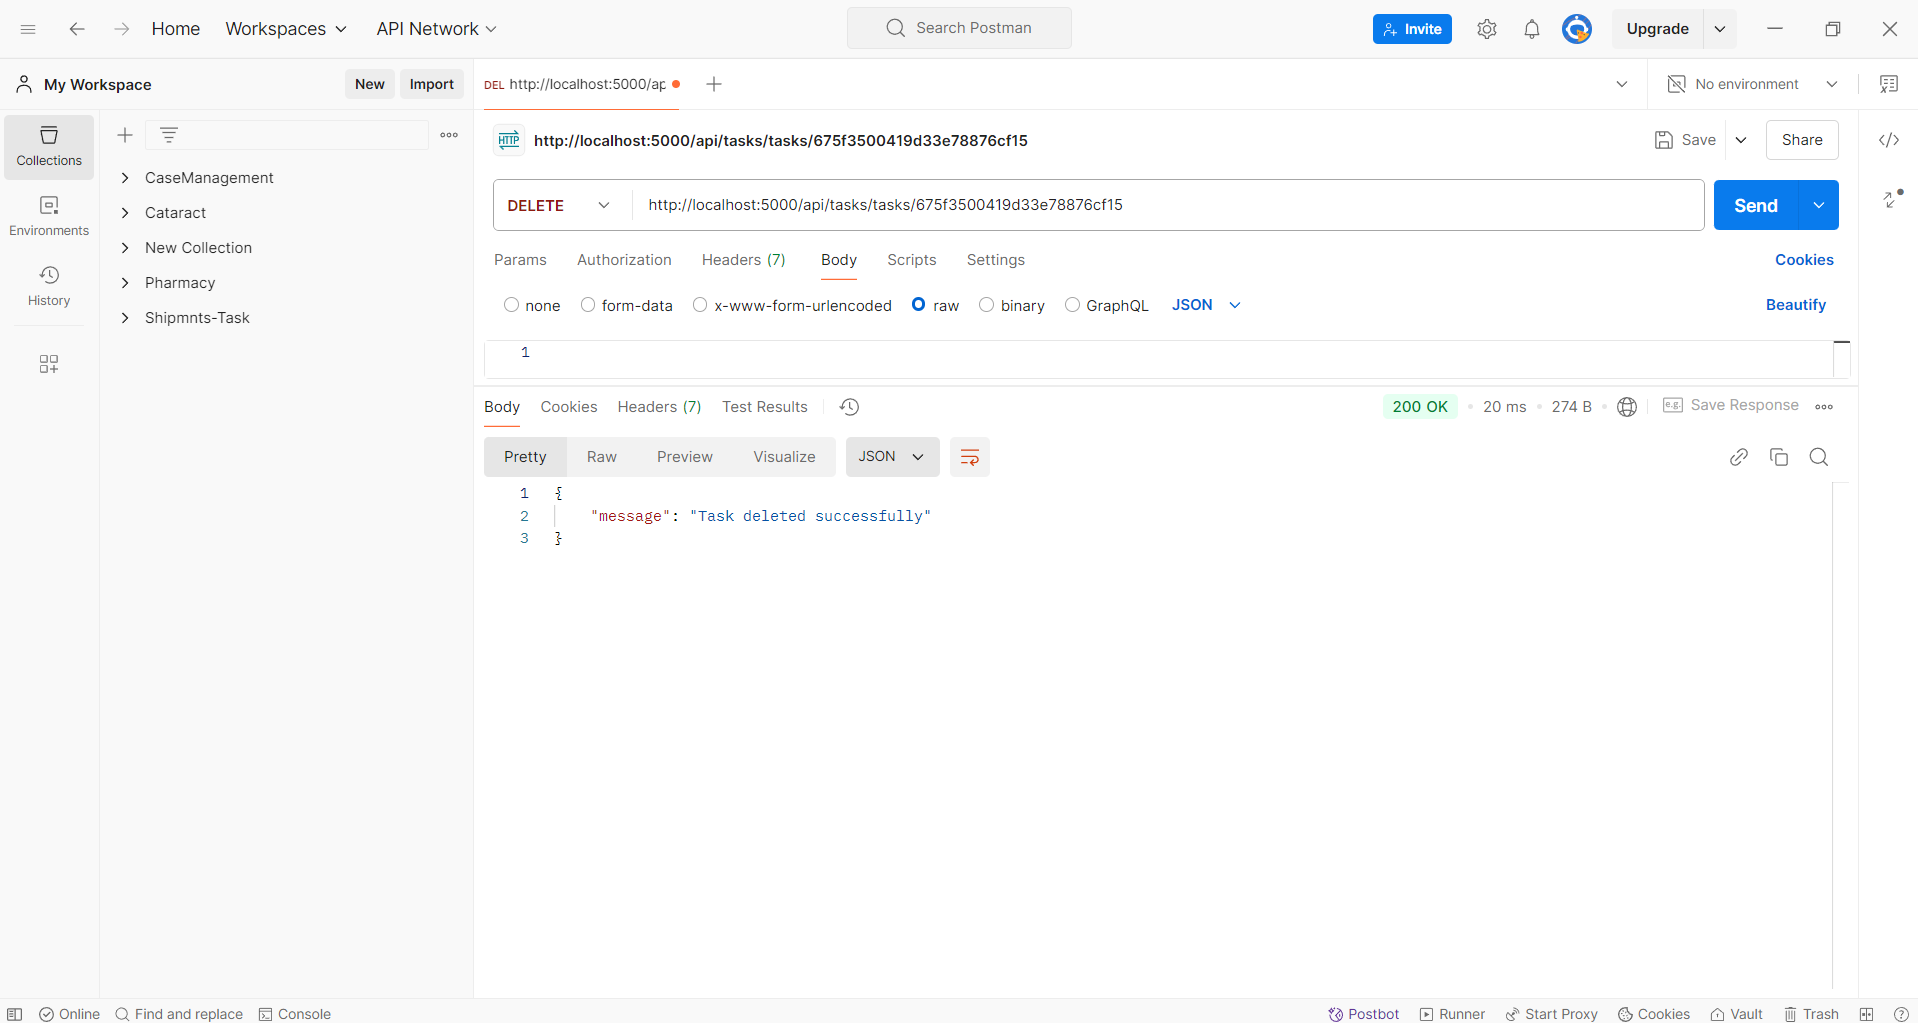 Home Workspaces API Network Search Postman Invite Upgrade
My Workspace New Import DEL http://localhost:5000/ap No environment
Collections
Environments
History
CaseManagement
Cataract
New Collection
Pharmacy
Shipmnts-Task
HTTP http://localhost:5000/api/tasks/tasks/675f3500419d33e78876cf15 Save Share
DELETE http://localhost:5000/api/tasks/tasks/675f3500419d33e78876cf15 Send
Params Authorization Headers (7) Body Scripts Settings Cookies
none form-data x-www-form-urlencoded raw binary GraphQL JSON Beautify
1
Body Cookies Headers (7) Test Results 200 OK 20 ms 274 B e.g. Save Response
Pretty Raw Preview Visualize JSON
1 {
2 "message": "Task deleted successfully"
3 }
Online Find and replace Console Postbot Runner Start Proxy Cookies Vault Trash